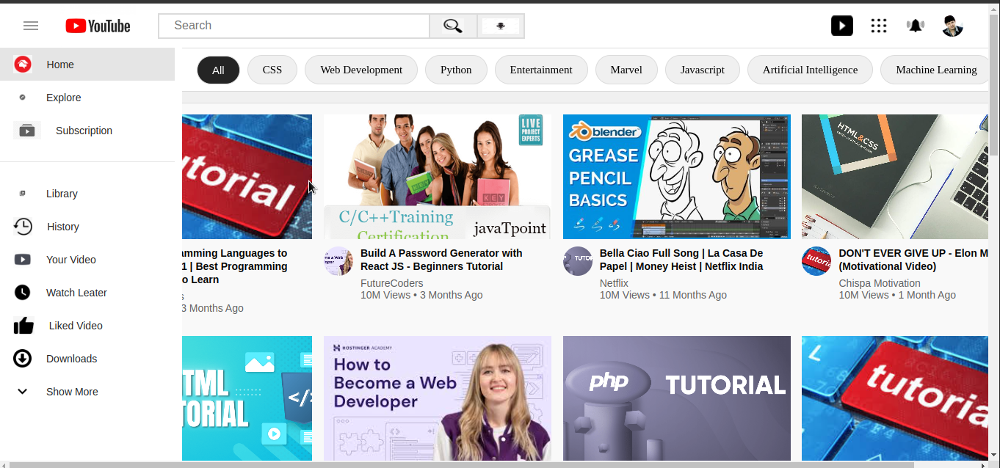 YouTube
Search
Home
Explore
Subscription
Library
History
Your Video
Watch Leater
Liked Video
Downloads
Show More
All
CSS
Web Development
Python
Entertainment
Marvel
Javascript
Artificial Intelligence
Machine Learning
utorial
LIVE
PROJECT
EXPERTS
KEY
C/C++Training
Certification
javaTpoint
blender
GREASE
PENCIL
BASICS
HTML&CSS
amming Languages to
1 | Best Programming
o Learn
s
3 Months Ago
Build A Password Generator with
React JS - Beginners Tutorial
FutureCoders
10M Views • 3 Months Ago
Bella Ciao Full Song | La Casa De
Papel | Money Heist | Netflix India
Netflix
10M Views • 11 Months Ago
DON'T EVER GIVE UP - Elon M
(Motivational Video)
Chispa Motivation
10M Views • 1 Month Ago
TML
TORIAL
</>
HOSTINGER ACADEMY
How to
Become a Web
Developer
php
TUTORIAL
tutoria